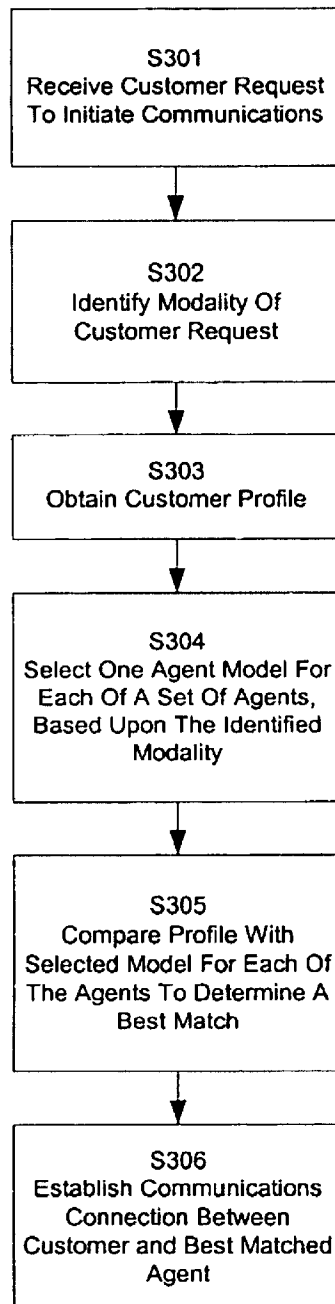 S301
Receive Customer Request
To Initiate Communications
S302
Identify Modality Of
Customer Request
S303
Obtain Customer Profile
S304
Select One Agent Model For
Each Of A Set Of Agents,
Based Upon The Identified
Modality
S305
Compare Profile With
Selected Model For Each Of
The Agents To Determine A
Best Match
S306
Establish Communications
Connection Between
Customer and Best Matched
Agent